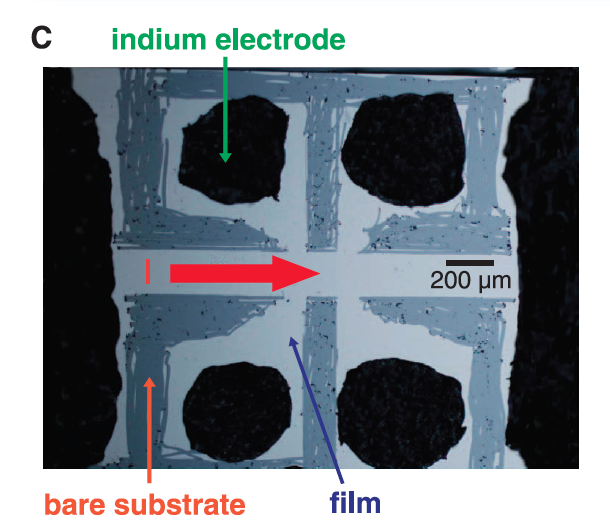 C
indium electrode
I
200 μm
bare substrate
film